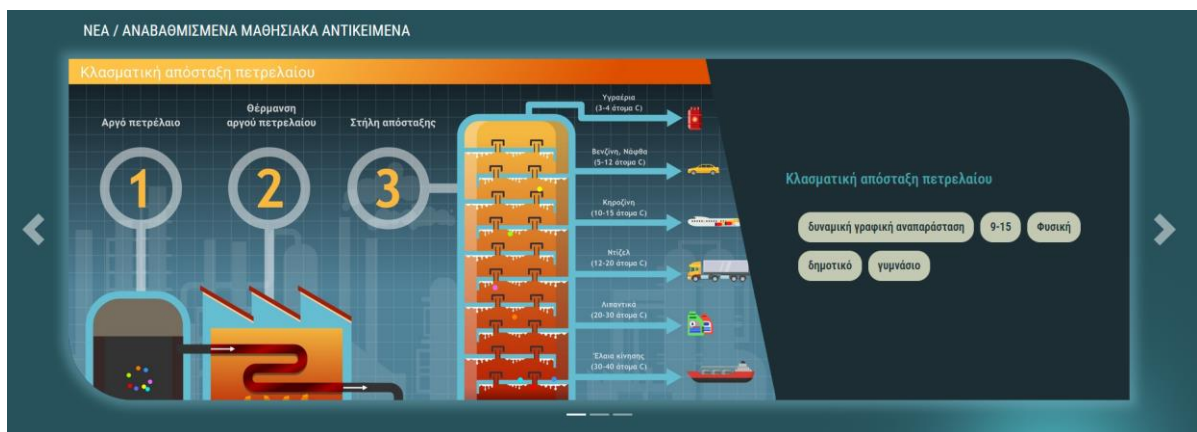 ΝΕΑ / ΑΝΑΒΑΘΜΙΣΜΕΝΑ ΜΑΘΗΣΙΑΚΑ ΑΝΤΙΚΕΙΜΕΝΑ
Κλασματική απόσταξη πετρελαίου
Αργό πετρέλαιο
Θέρμανση
αργού πετρελαίου
Στήλη απόσταξης
1
2
3
Υγραέρια
(3-4 άτομα C)
Βενζίνη, Νάφθα
(5-12 άτομα C)
Κηροζίνη
(10-15 άτομα C)
Ντίζελ
(12-20 άτομα C)
Λιπαντικά
(20-30 άτομα C)
Έλαια κίνησης
(30-40 άτομα C)
Κλασματική απόσταξη πετρελαίου
δυναμική γραφική αναπαράσταση
9-15
Φυσική
δημοτικό
γυμνάσιο